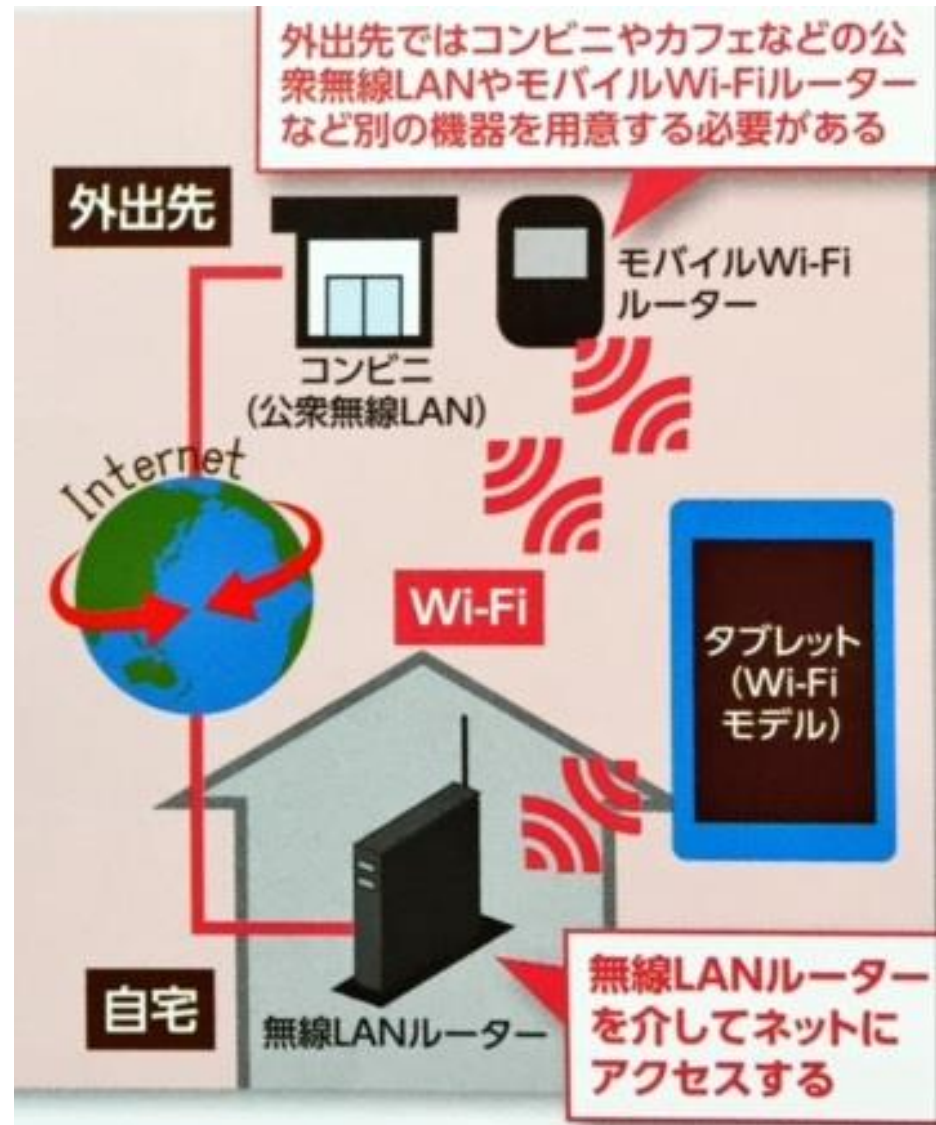 外出先ではコンビニやカフェなどの公
衆無線LANやモバイルWi-Fiルーター
など別の機器を用意する必要がある
外出先
モバイルWi-Fi
ルーター
コンビニ
(公衆無線LAN)
Internet
Wi-Fi
タブレット
(Wi-Fi
モデル)
自宅
無線LANルーター
無線LANルーター
を介してネットに
アクセスする